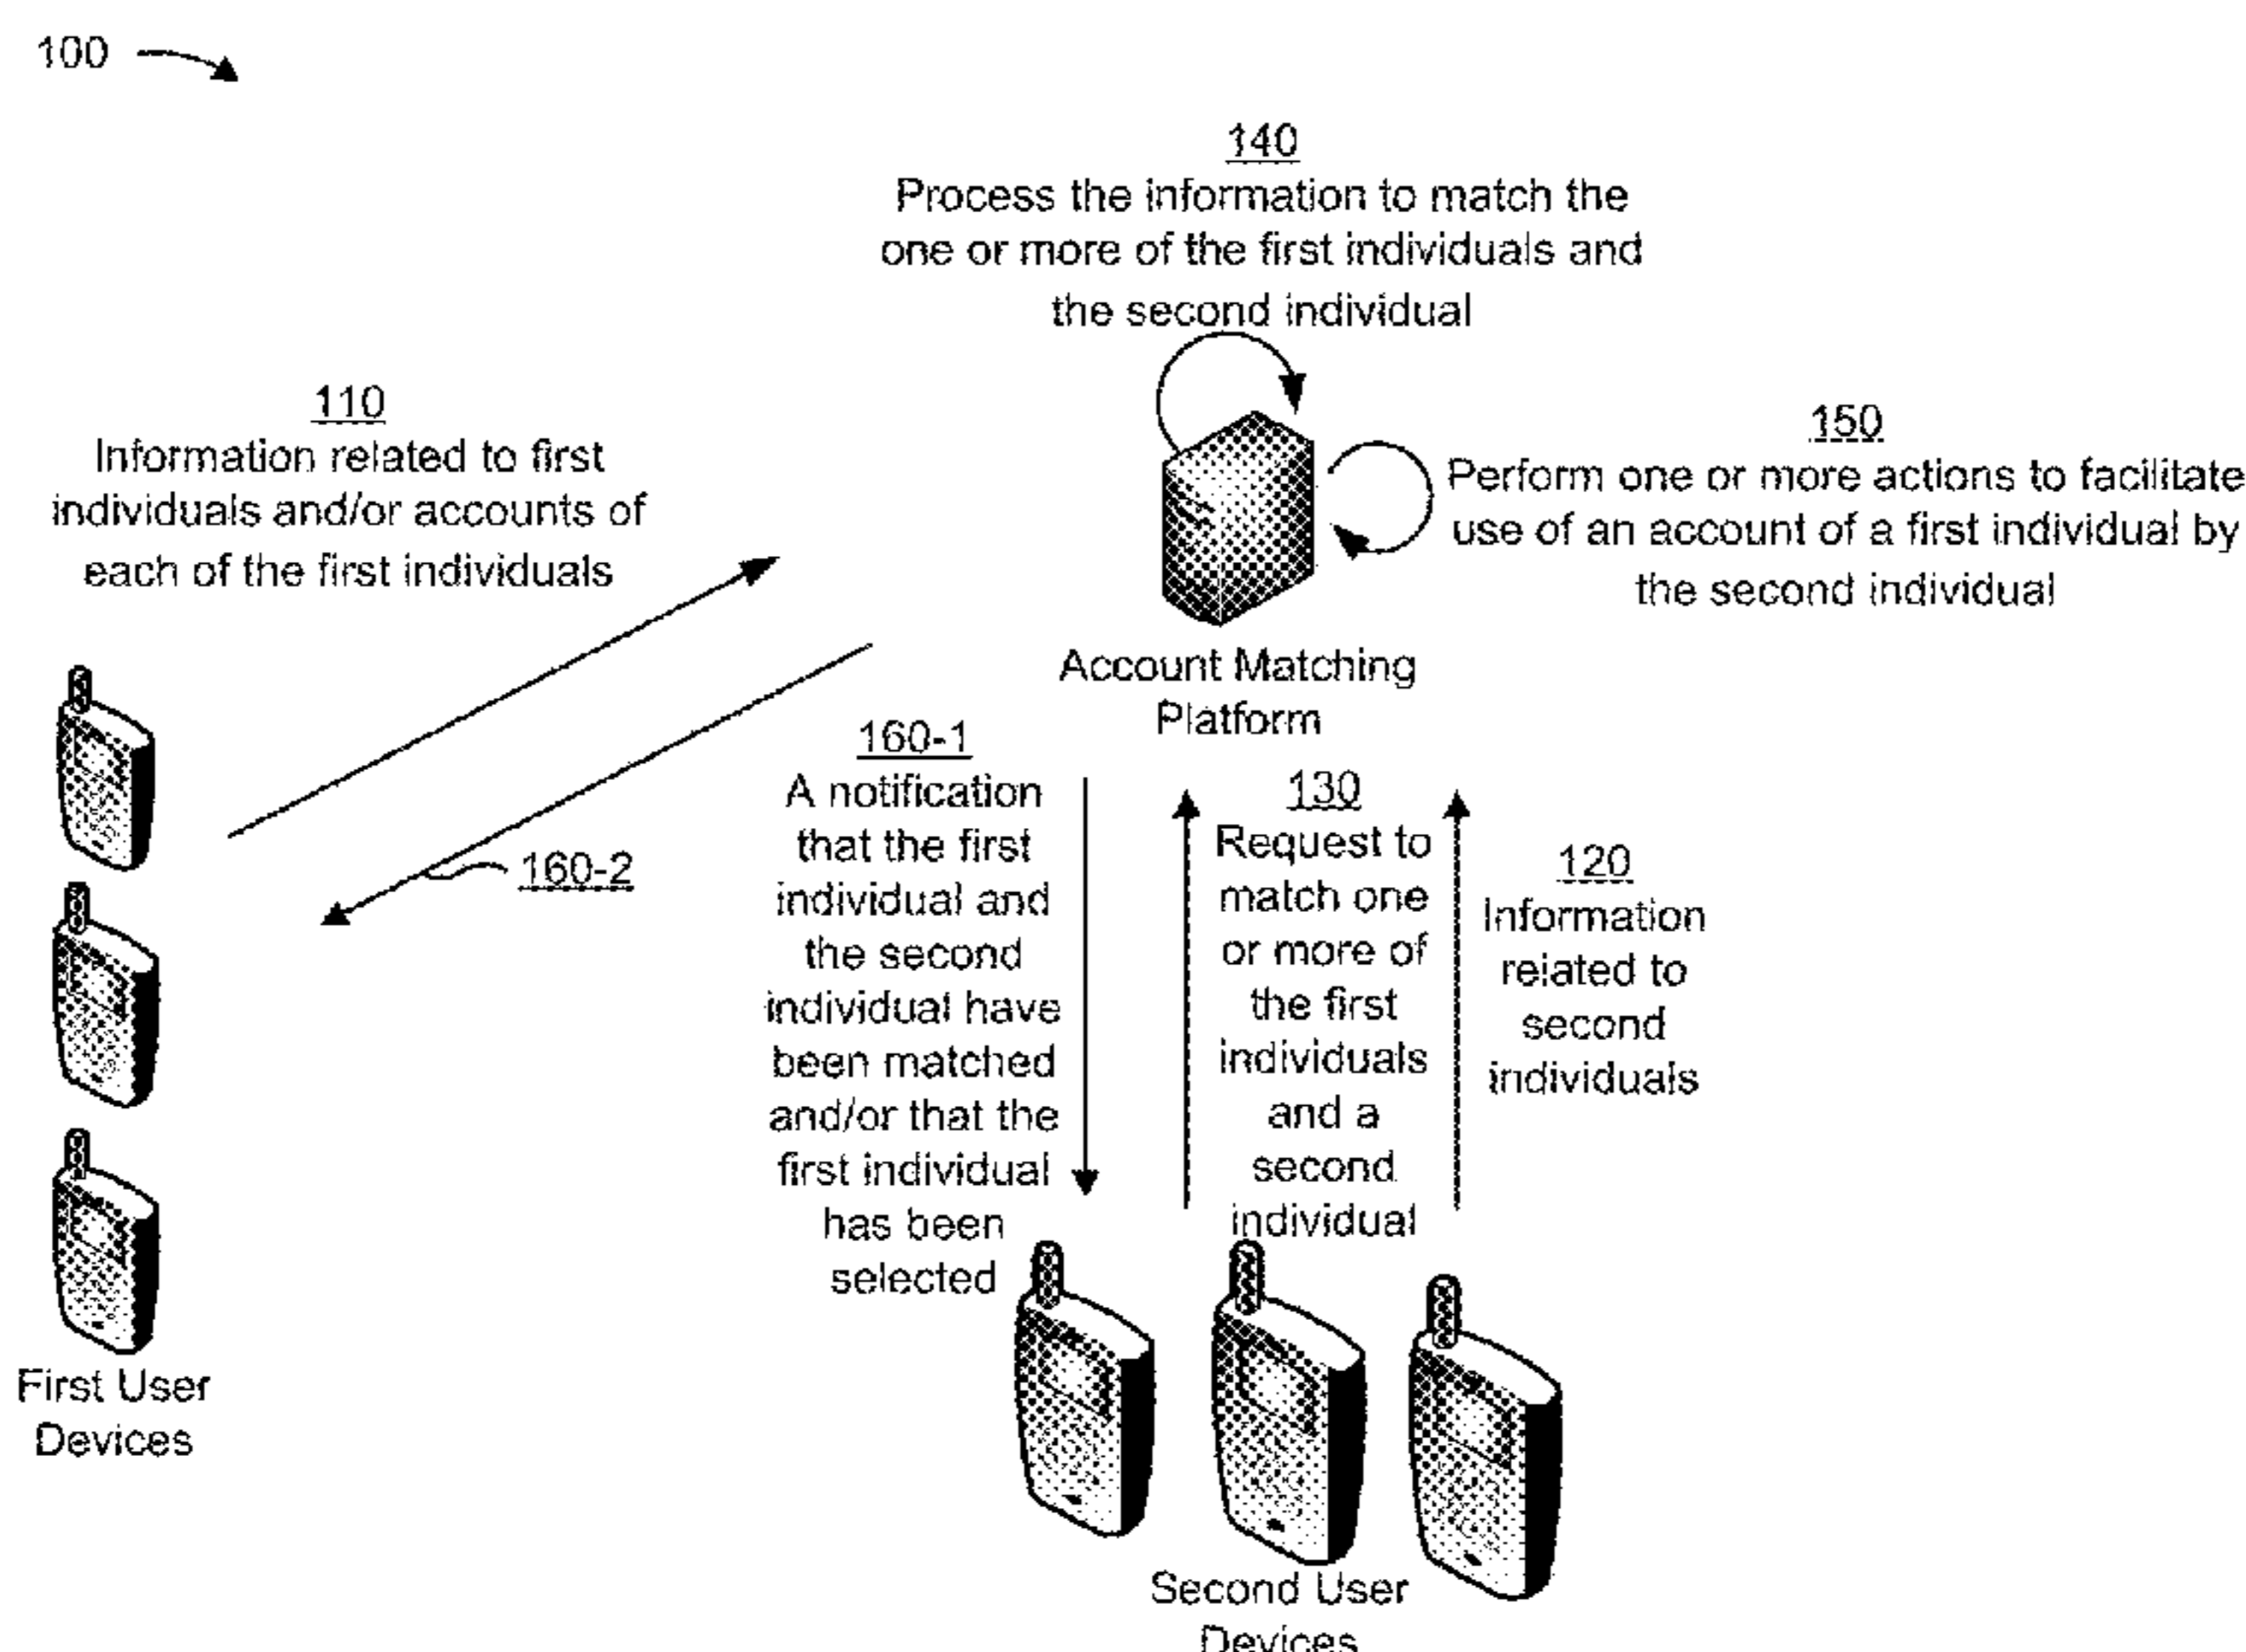 100
140
Process the information to match the
one or more of the first individuals and
the second individual
110
Information related to first
individuals and/or accounts of
each of the first individuals
150
Perform one or more actions to facilitate
use of an account of a first individual by
the second individual
Account Matching
Platform
160-1
A notification
that the first
individual and
the second
individual have
been matched
and/or that the
first individual
has been
selected
160-2
130
Request to
match one
or more of
the first
individuals
and a
second
individual
120
Information
related to
second
individuals
First User
Devices
Second User
Devices